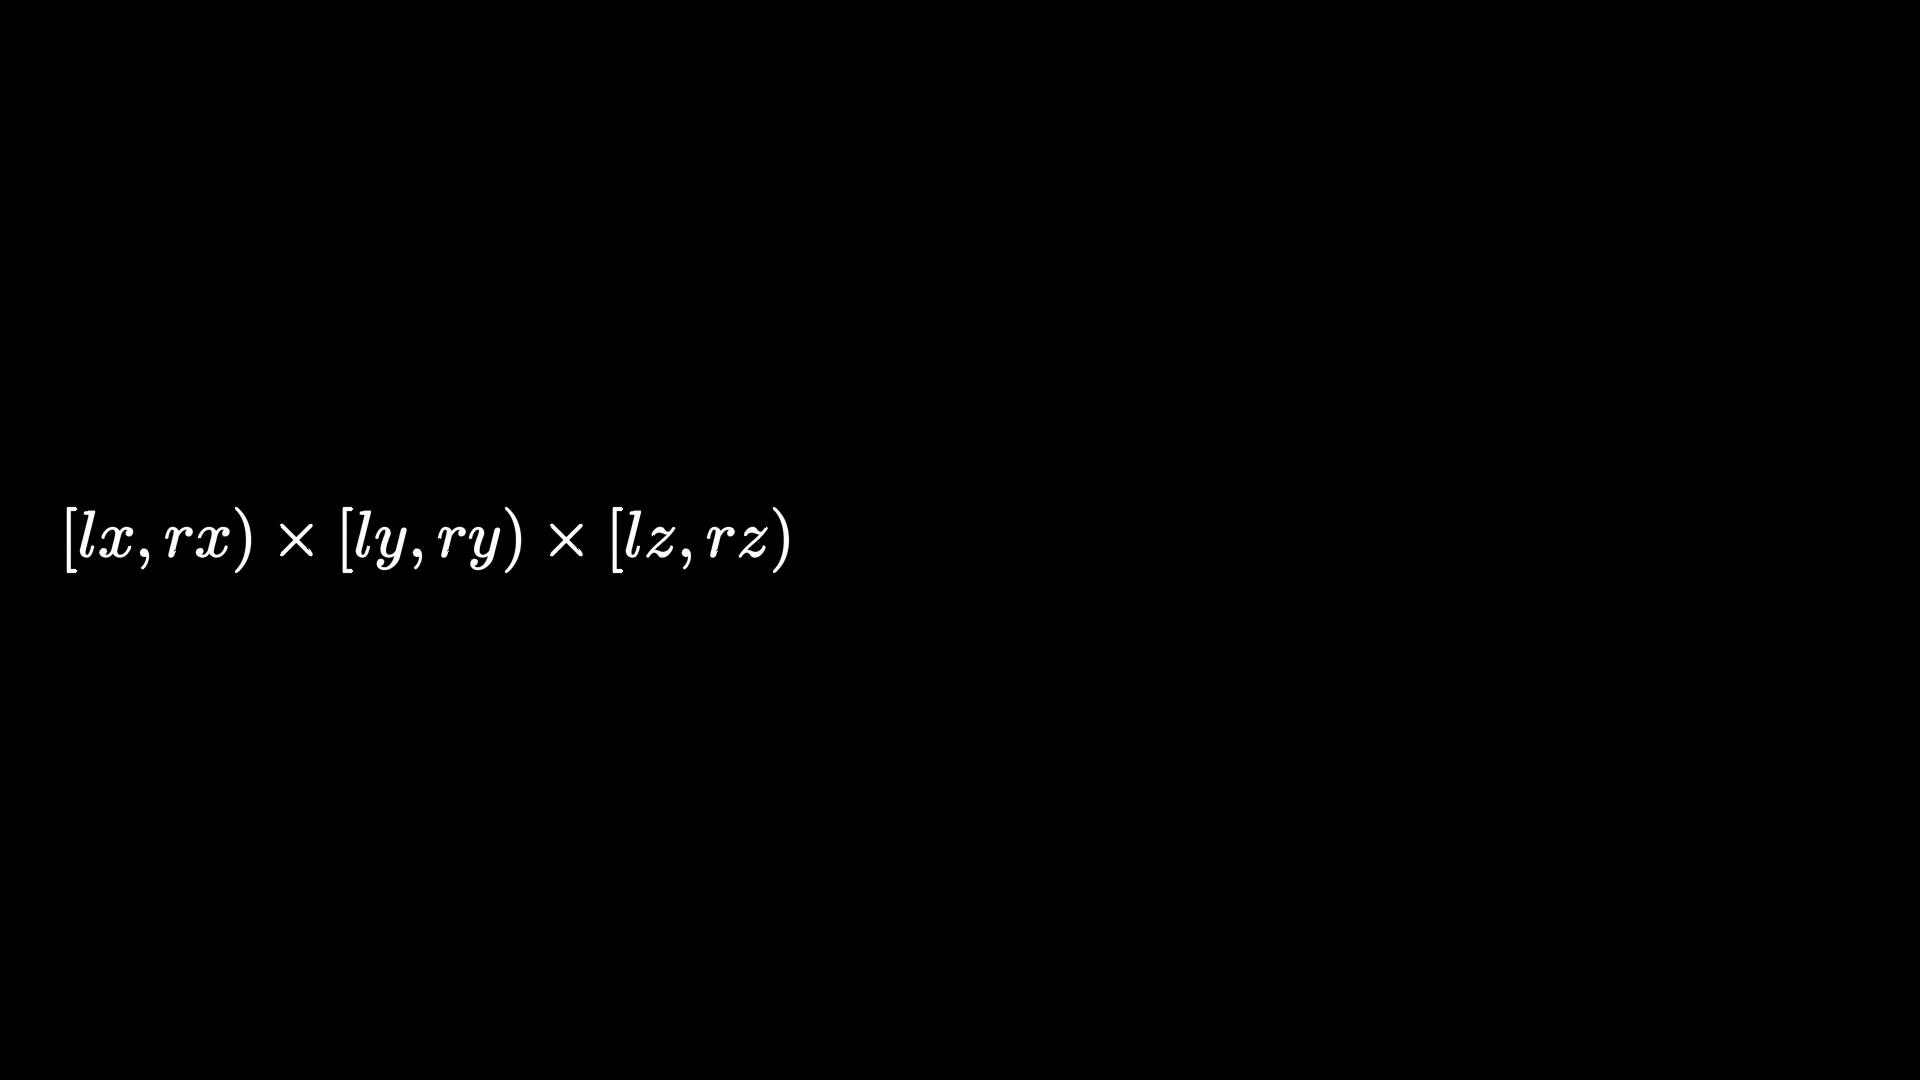 [lx, rx) × [ly, ry) × [lz, rz)